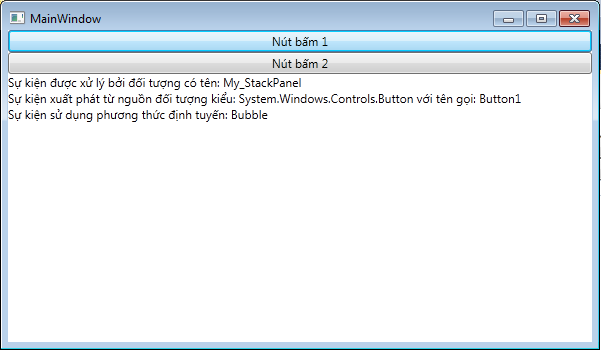 MainWindow
Nút bấm 1
Nút bấm 2
Sự kiện được xử lý bởi đối tượng có tên: My_StackPanel
Sự kiện xuất phát từ nguồn đối tượng kiểu: System.Windows.Controls.Button với tên gọi: Button1
Sự kiện sử dụng phương thức định tuyến: Bubble